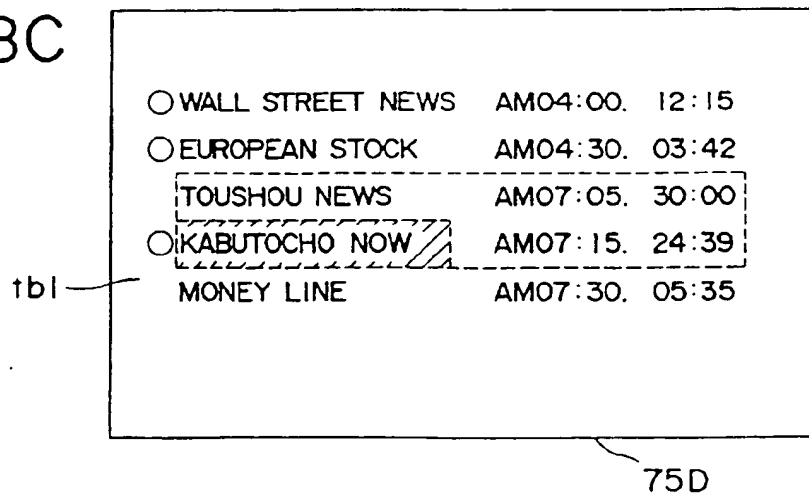 3C
○ WALL STREET NEWS AM04:00. 12:15
○ EUROPEAN STOCK AM04:30. 03:42
TOUSHOU NEWS AM07:05. 30:00
○ KABUTOCHO NOW AM07:15. 24:39
tbl
MONEY LINE AM07:30. 05:35
75D